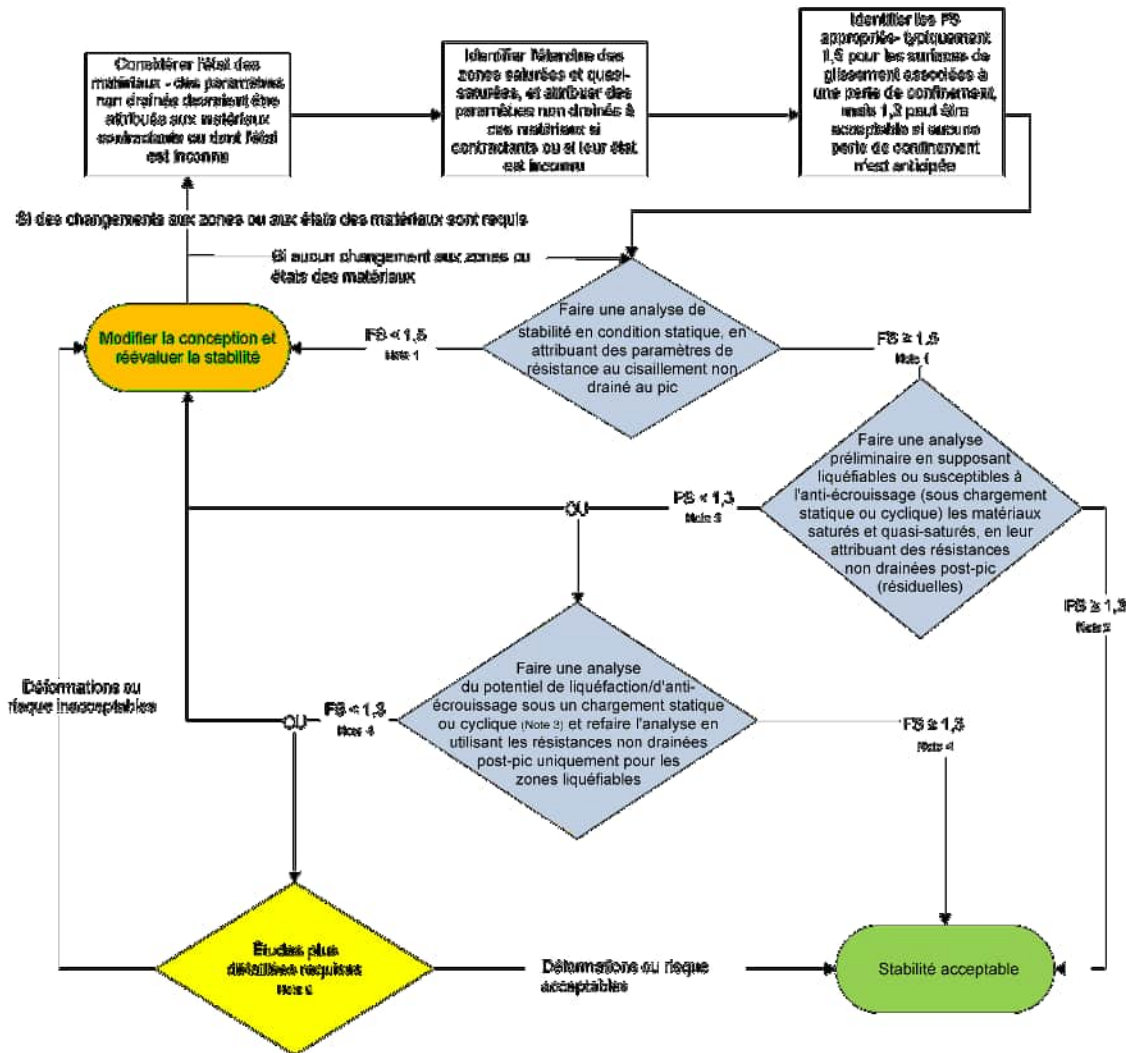 Considérer l'état des
matériaux - des paramètres
non drainés devraient être
attribués aux matériaux
contractants ou dont l'état
est inconnu
Identifier l'étendue des
zones saturées et quasi-
saturées, et attribuer des
paramètres non drainés à
ces matériaux si
contractants ou si leur état
est inconnu
Identifier les FS
appropriés- typiquement
1,5 pour les surfaces de
glissement associées à
une perte de confinement,
mais 1,3 peut être
acceptable si aucune
perte de confinement
n'est anticipée
Si des changements aux zones ou aux états des matériaux sont requis
Si aucun changement aux zones ou
états des matériaux
Modifier la conception et
réévaluer la stabilité
FS < 1,5
Note 1
Faire une analyse de
stabilité en condition statique, en
attribuant des paramètres de
résistance au cisaillement non
drainé au pic
FS ≥ 1,5
Note 1
Faire une analyse
préliminaire en supposant
liquéfiables ou susceptibles à
l'anti-écrouissage (sous chargement
statique ou cyclique) les matériaux
saturés et quasi-saturés, en leur
attribuant des résistances
non drainées post-pic
(résiduelles)
OU
FS < 1,3
Note
FS ≥ 1,3
Note 2
Déformations ou
risque inacceptables
Faire une analyse
du potentiel de liquéfaction/d'anti-
écrouissage sous un chargement statique
ou cyclique (Note 3) et refaire l'analyse en
utilisant les résistances non drainées
post-pic uniquement pour les
zones liquéfiables
OU
FS < 1,3
Note 4
FS ≥ 1,3
Note 4
Études plus
détaillées requises
Note
Déformations ou risque
acceptables
Stabilité acceptable